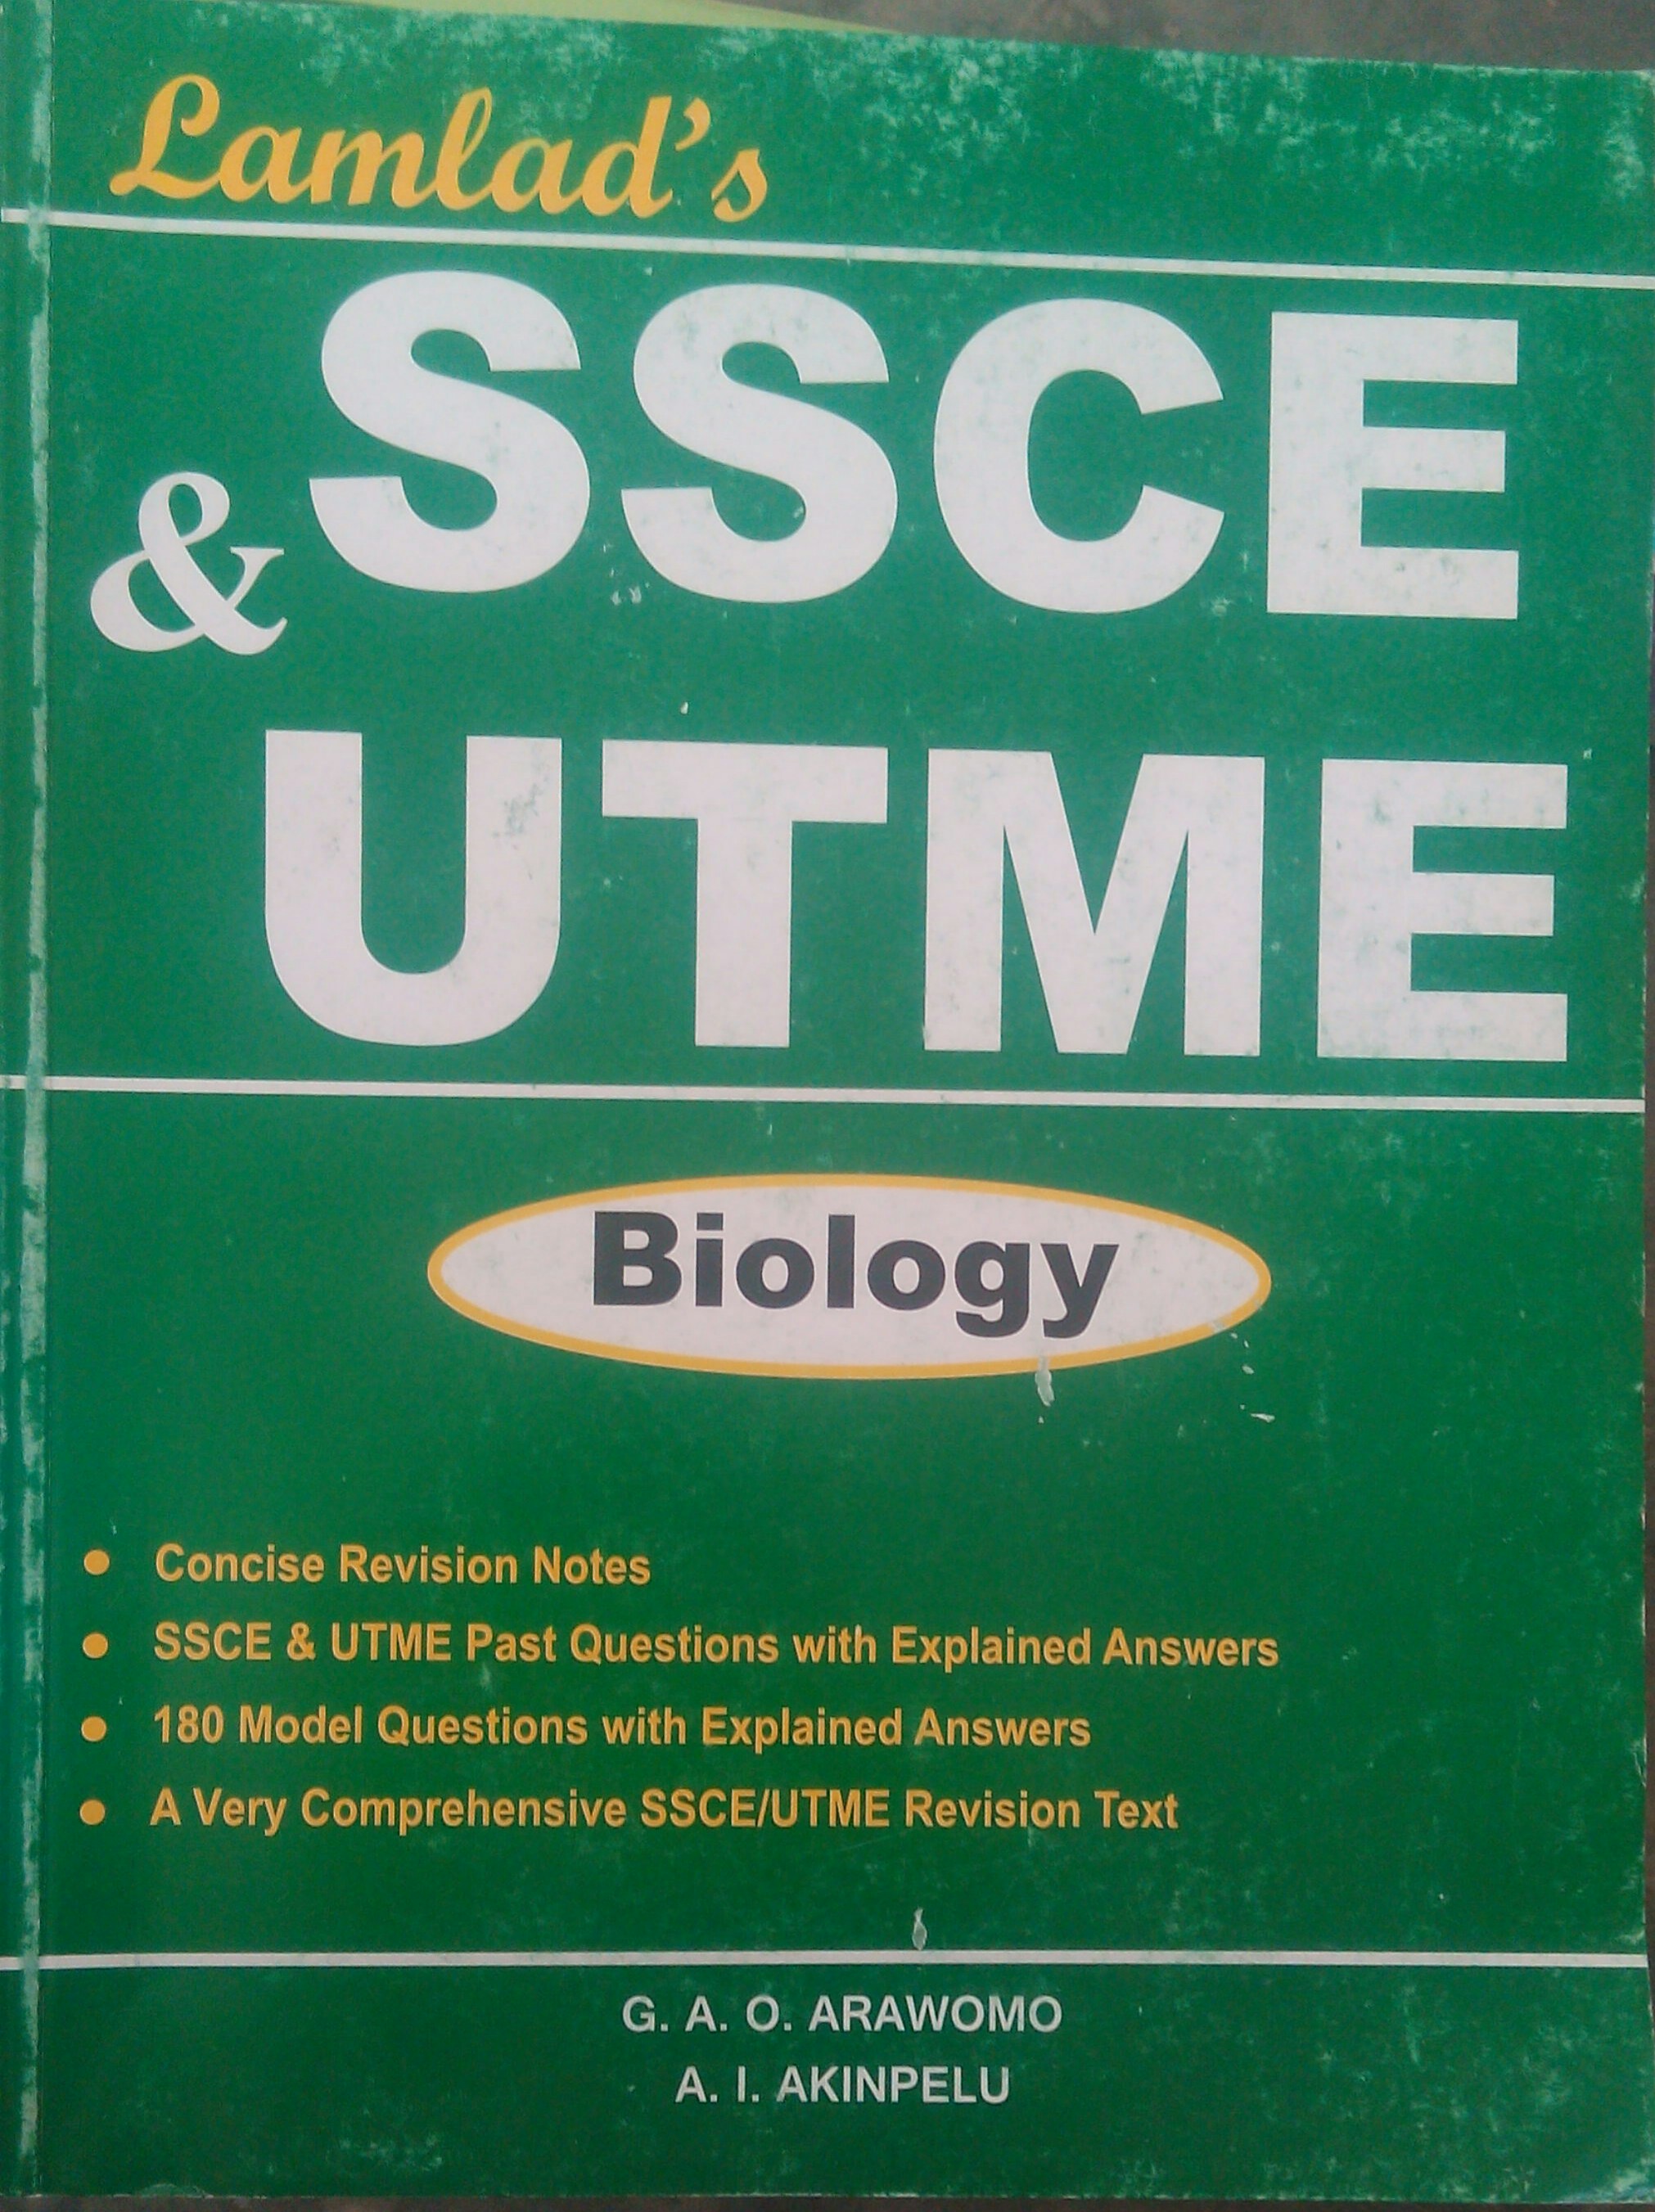 Lamlad's
SSCE
&
UTME
Biology
• Concise Revision Notes
• SSCE & UTME Past Questions with Explained Answers
• 180 Model Questions with Explained Answers
• A Very Comprehensive SSCE/UTME Revision Text
G. A. O. ARAWOMO
A. I. AKINPELU